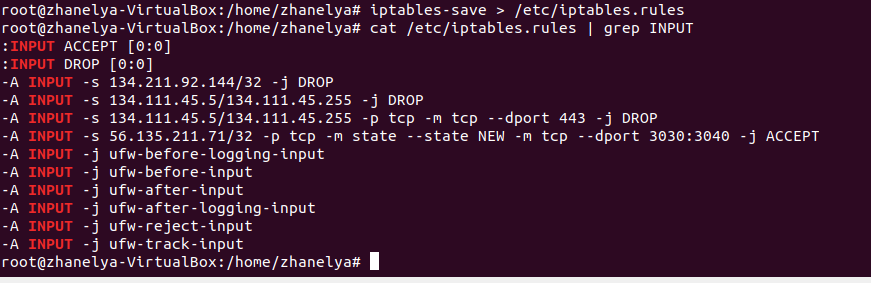 root@zhanelya-VirtualBox:/home/zhanelya# iptables-save > /etc/iptables.rules
root@zhanelya-VirtualBox:/home/zhanelya# cat /etc/iptables.rules | grep INPUT
:INPUT ACCEPT [0:0]
:INPUT DROP [0:0]
-A INPUT -s 134.211.92.144/32 -j DROP
-A INPUT -s 134.111.45.5/134.111.45.255 -j DROP
-A INPUT -s 134.111.45.5/134.111.45.255 -p tcp -m tcp --dport 443 -j DROP
-A INPUT -s 56.135.211.71/32 -p tcp -m state --state NEW -m tcp --dport 3030:3040 -j ACCEPT
-A INPUT -j ufw-before-logging-input
-A INPUT -j ufw-before-input
-A INPUT -j ufw-after-input
-A INPUT -j ufw-after-logging-input
-A INPUT -j ufw-reject-input
-A INPUT -j ufw-track-input
root@zhanelya-VirtualBox:/home/zhanelya#